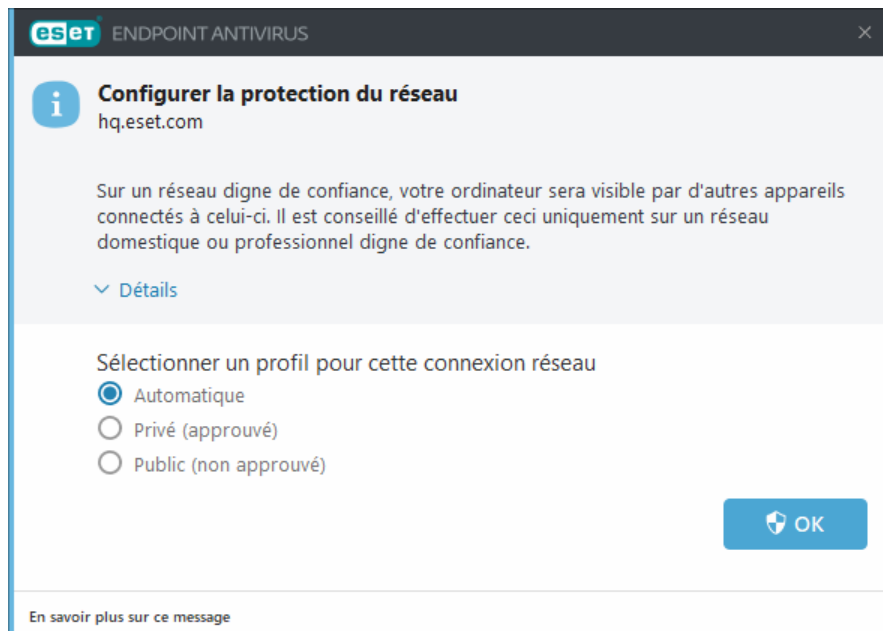 eseT ENDPOINT ANTIVIRUS
Configurer la protection du réseau
hq.eset.com
Sur un réseau digne de confiance, votre ordinateur sera visible par d'autres appareils
connectés à celui-ci. Il est conseillé d'effectuer ceci uniquement sur un réseau
domestique ou professionnel digne de confiance.
Détails
Sélectionner un profil pour cette connexion réseau
Automatique
Privé (approuvé)
Public (non approuvé)
OK
En savoir plus sur ce message